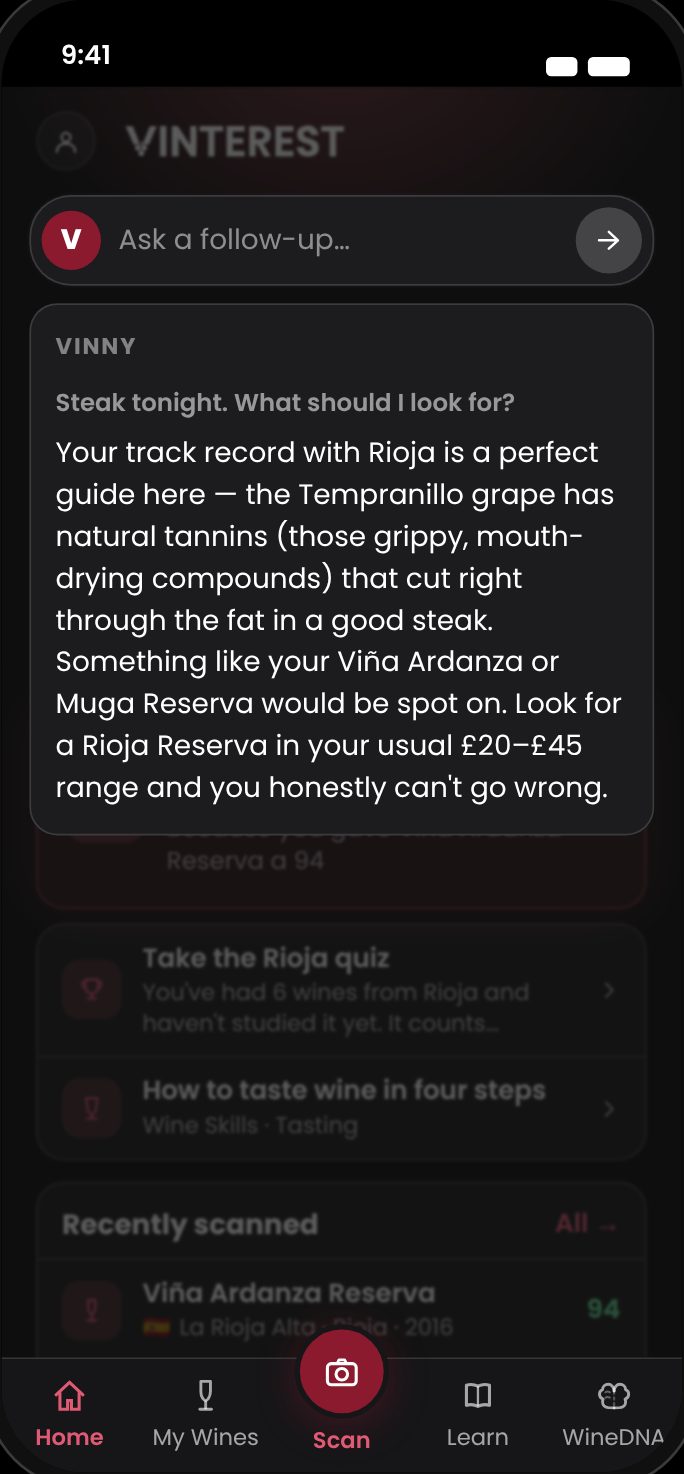 9:41
VINTEREST
V
Ask a follow-up...
VINNY
Steak tonight. What should I look for?
Your track record with Rioja is a perfect
guide here — the Tempranillo grape has
natural tannins (those grippy, mouth-
drying compounds) that cut right
through the fat in a good steak.
Something like your Viña Ardanza or
Muga Reserva would be spot on. Look for
a Rioja Reserva in your usual £20–£45
range and you honestly can't go wrong.
Reserva a 94
Take the Rioja quiz
You've had 6 wines from Rioja and
haven't studied it yet. It counts...
How to taste wine in four steps
Wine Skills · Tasting
Recently scanned
All →
Viña Ardanza Reserva
94
La Rioja Alta · Rioja · 2016
Home
My Wines
Scan
Learn
WineDNA